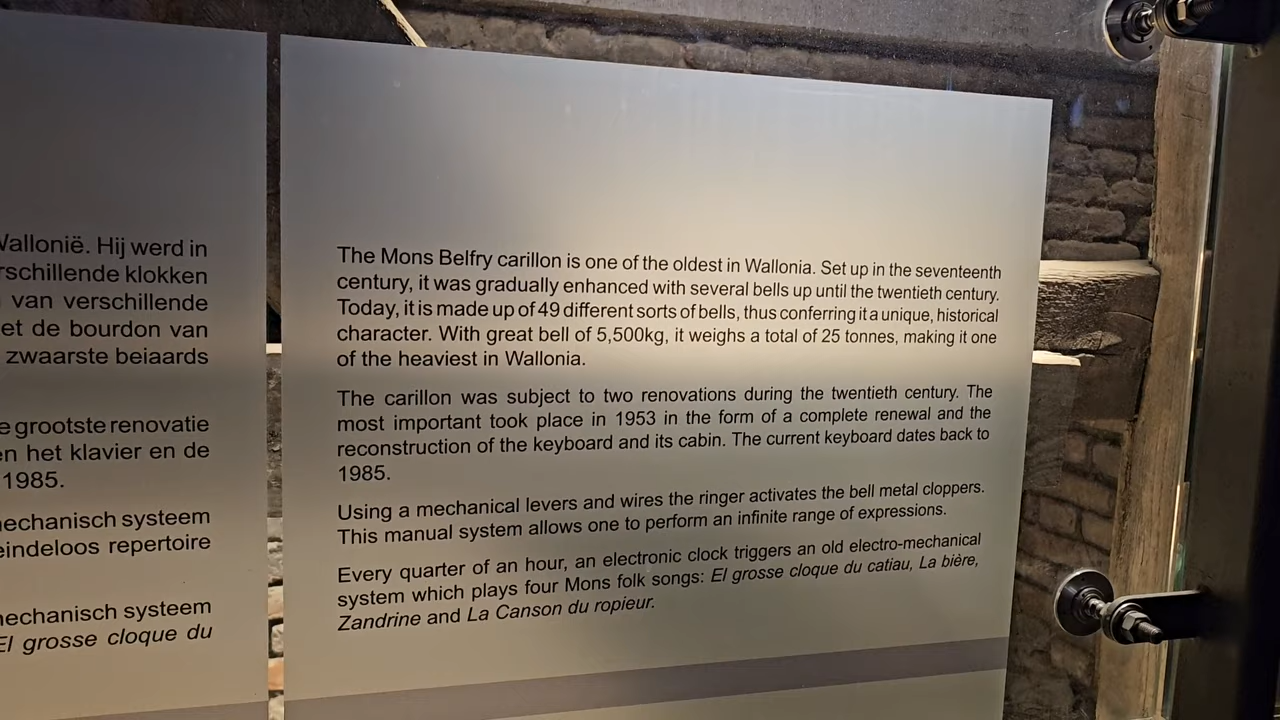 Wallonië. Hij werd in
rschillende klokken
van verschillende
et de bourdon van
zwaarste beiaards
e grootste renovatie
en het klavier en de
1985.
mechanisch systeem
eindeloos repertoire
mechanisch systeem
El grosse cloque du
The Mons Belfry carillon is one of the oldest in Wallonia. Set up in the seventeenth
century, it was gradually enhanced with several bells up until the twentieth century.
Today, it is made up of 49 different sorts of bells, thus conferring it a unique, historical
character. With great bell of 5,500kg, it weighs a total of 25 tonnes, making it one
of the heaviest in Wallonia.
The carillon was subject to two renovations during the twentieth century. The
most important took place in 1953 in the form of a complete renewal and the
reconstruction of the keyboard and its cabin. The current keyboard dates back to
1985.
Using a mechanical levers and wires the ringer activates the bell metal cloppers.
This manual system allows one to perform an infinite range of expressions.
Every quarter of an hour, an electronic clock triggers an old electro-mechanical
system which plays four Mons folk songs: El grosse cloque du catiau, La bière,
Zandrine and La Canson du ropieur.